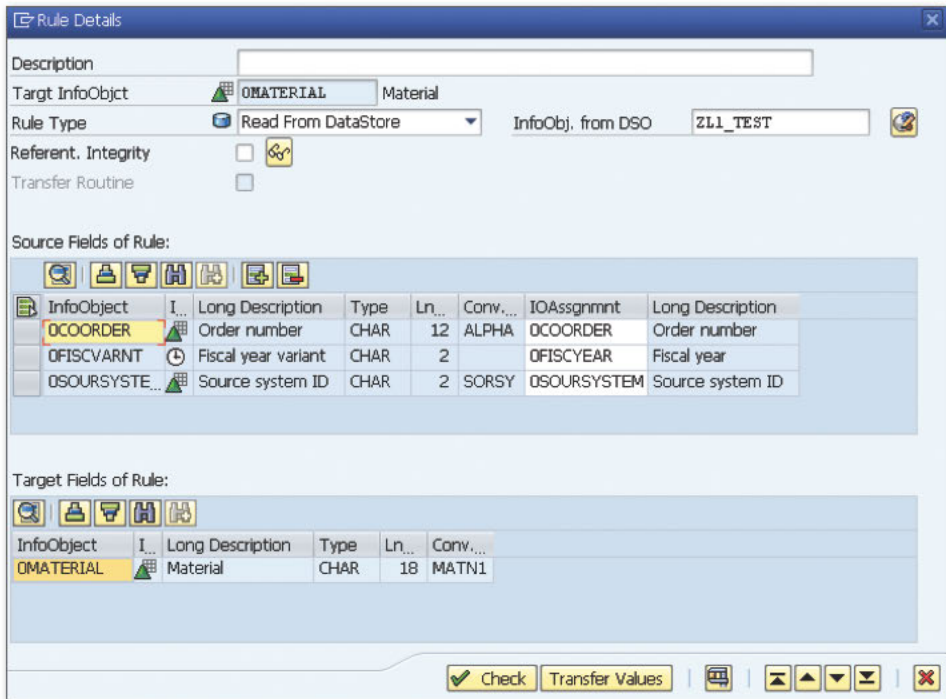 Rule Details
Description
Targt InfoObjct 0MATERIAL Material
Rule Type Read From DataStore InfoObj. from DSO ZL1_TEST
Referent. Integrity
Transfer Routine
Source Fields of Rule:
InfoObject I... Long Description Type Ln... Conv.... IOAssgnmnt Long Description
0COORDER Order number CHAR 12 ALPHA 0COORDER Order number
0FISCVARNT Fiscal year variant CHAR 2 0FISCYEAR Fiscal year
0SOURSYSTE... Source system ID CHAR 2 SORSY 0SOURSYSTEM Source system ID
Target Fields of Rule:
InfoObject I... Long Description Type Ln... Conv....
0MATERIAL Material CHAR 18 MATN1
Check Transfer Values